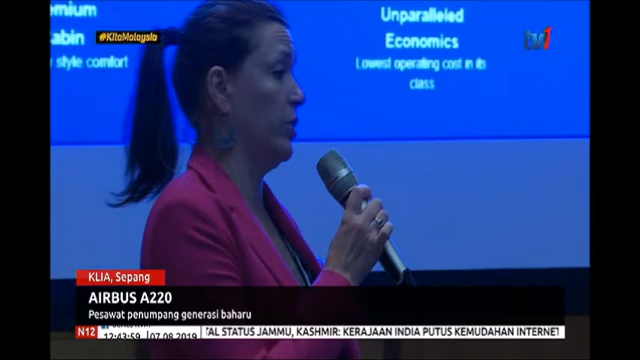 #KitaMalaysia
emium
abin
style comfort
Unparalleled
Economics
Lowest operating cost in its
class
tv1
KLIA, Sepang
AIRBUS A220
Pesawat penumpang generasi baharu
N12
12:43:59
07.08.2019
TAL STATUS JAMMU, KASHMIR: KERAJAAN INDIA PUTUS KEMUDAHAN INTERNET